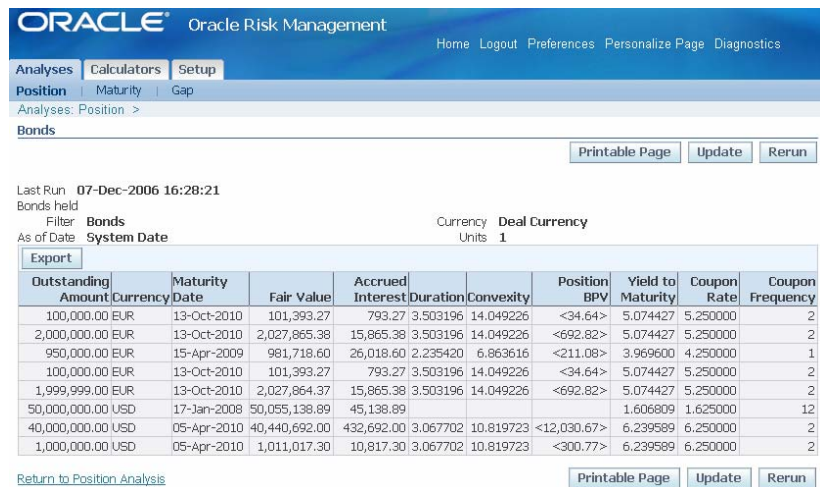 ORACLE Oracle Risk Management
Home Logout Preferences Personalize Page Diagnostics
Analyses Calculators Setup
Position | Maturity | Gap
Analyses: Position >
Bonds
Printable Page Update Rerun
Last Run 07-Dec-2006 16:28:21
Bonds held
Filter Bonds Currency Deal Currency
As of Date System Date Units 1
Export
Outstanding Amount Currency Maturity Date Fair Value Accrued Interest Duration Convexity Position BPV Yield to Maturity Coupon Rate Coupon Frequency
100,000.00 EUR 13-Oct-2010 101,393.27 793.27 3.503196 14.049226 <34.64> 5.074427 5.250000 2
2,000,000.00 EUR 13-Oct-2010 2,027,865.38 15,865.38 3.503196 14.049226 <692.82> 5.074427 5.250000 2
950,000.00 EUR 15-Apr-2009 981,718.60 26,018.60 2.235420 6.863616 <211.08> 3.969600 4.250000 1
100,000.00 EUR 13-Oct-2010 101,393.27 793.27 3.503196 14.049226 <34.64> 5.074427 5.250000 2
1,999,999.00 EUR 13-Oct-2010 2,027,864.37 15,865.38 3.503196 14.049226 <692.82> 5.074427 5.250000 2
50,000,000.00 USD 17-Jan-2008 50,055,138.89 45,138.89 1.606809 1.625000 12
40,000,000.00 USD 05-Apr-2010 40,440,692.00 432,692.00 3.067702 10.819723 <12,030.67> 6.239589 6.250000 2
1,000,000.00 USD 05-Apr-2010 1,011,017.30 10,817.30 3.067702 10.819723 <300.77> 6.239589 6.250000 2
Return to Position Analysis Printable Page Update Rerun